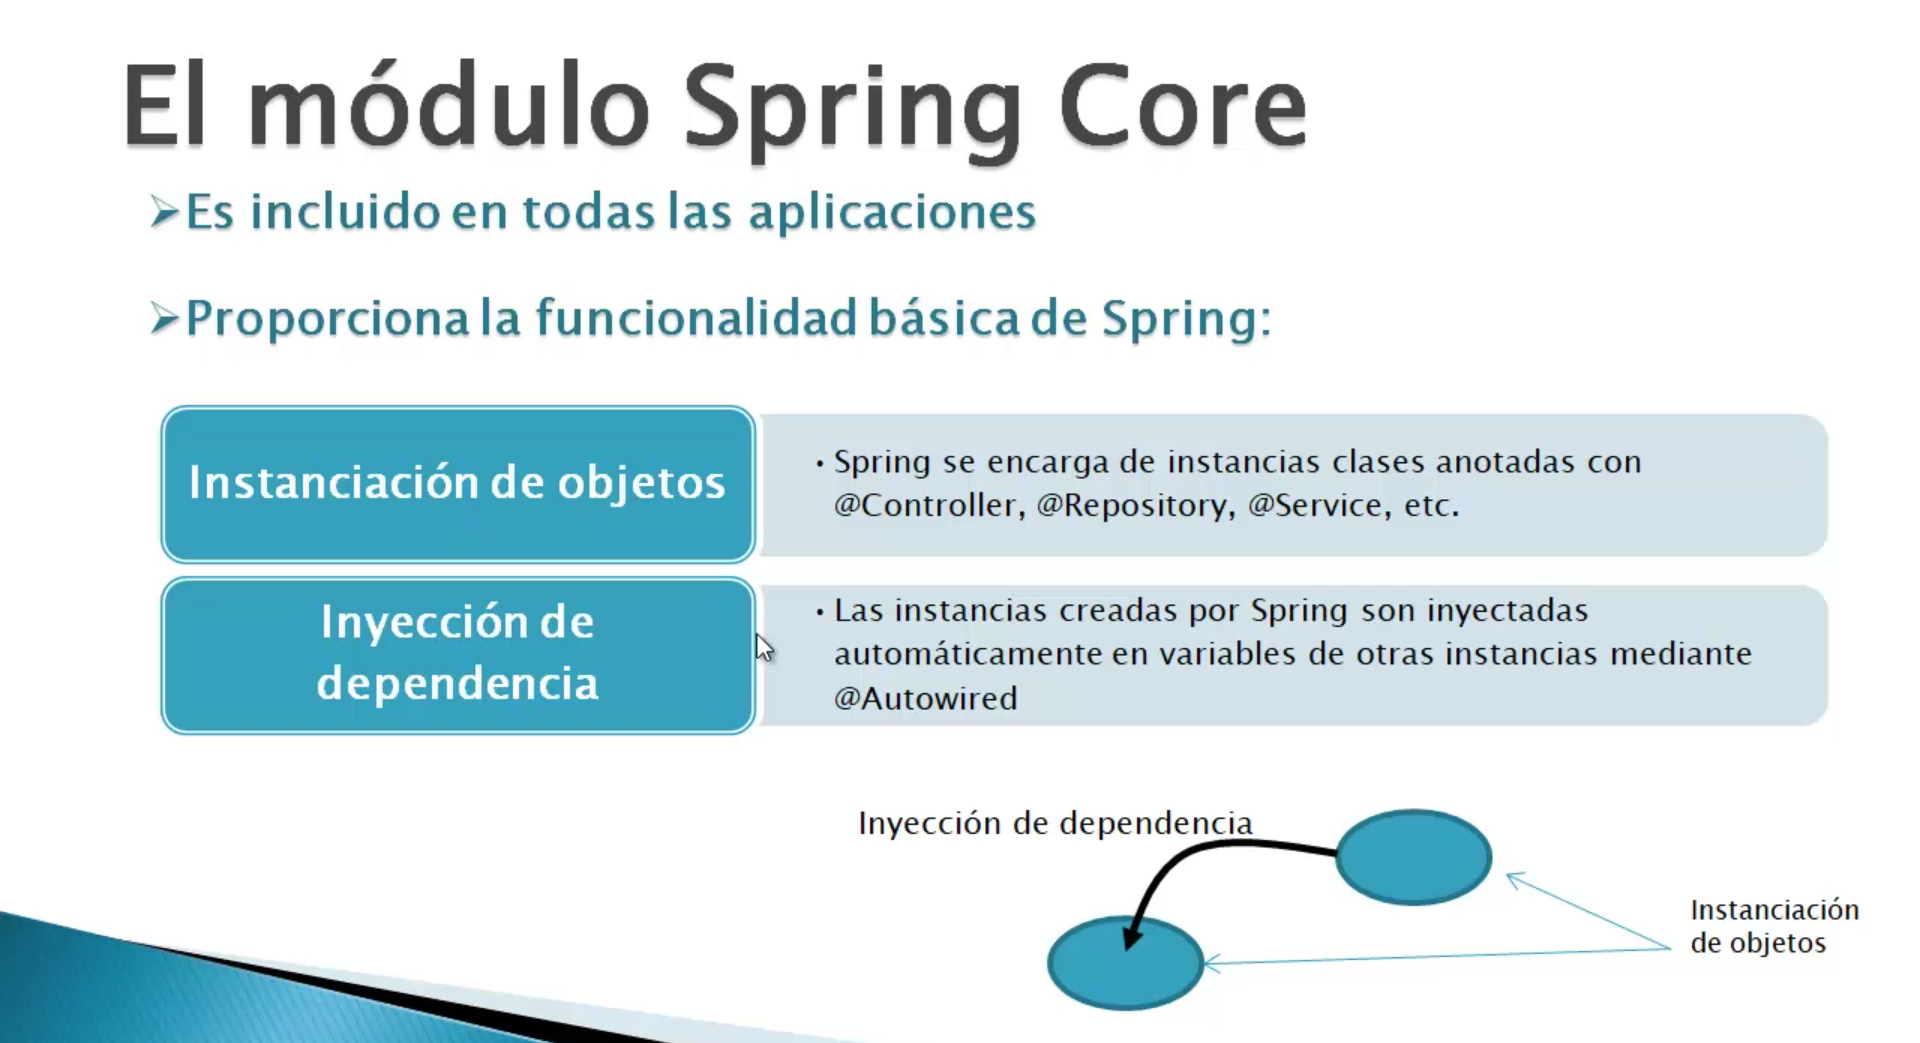 El módulo Spring Core
➢Es incluido en todas las aplicaciones
➢Proporciona la funcionalidad básica de Spring:
Instanciación de objetos
• Spring se encarga de instancias clases anotadas con
@Controller, @Repository, @Service, etc.
Inyección de
dependencia
• Las instancias creadas por Spring son inyectadas
automáticamente en variables de otras instancias mediante
@Autowired
Inyección de dependencia
Instanciación
de objetos